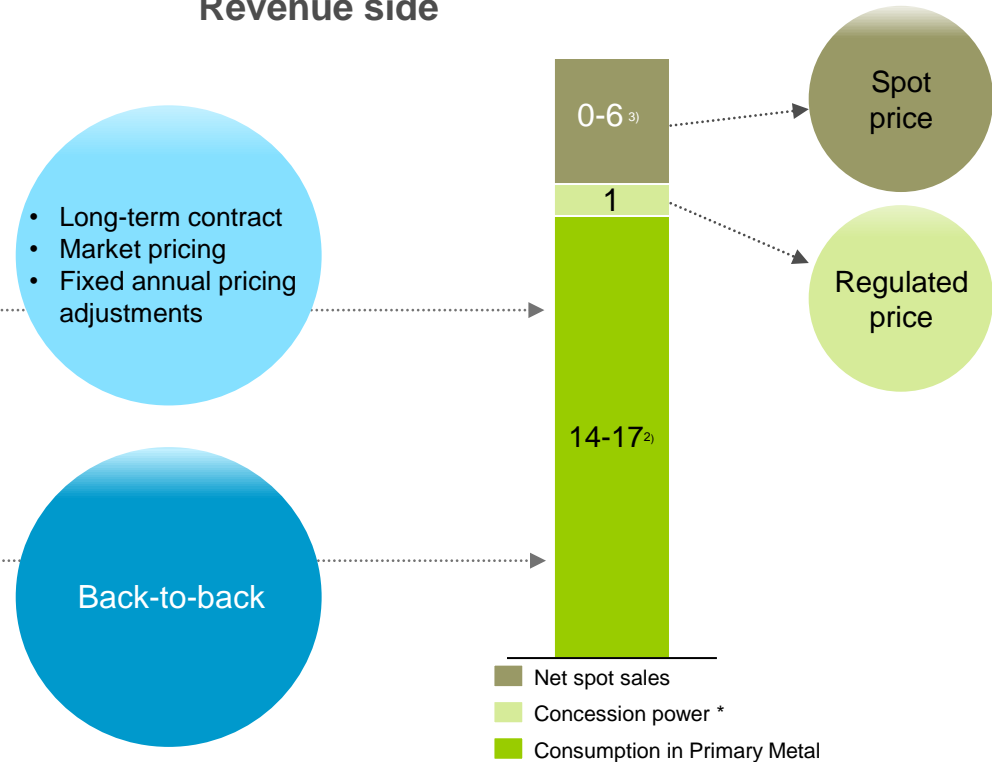 Revenue side
• Long-term contract
• Market pricing
• Fixed annual pricing
adjustments
Back-to-back
0-6 3)
1
14-17 2)
Spot
price
Regulated
price
Net spot sales
Concession power *
Consumption in Primary Metal